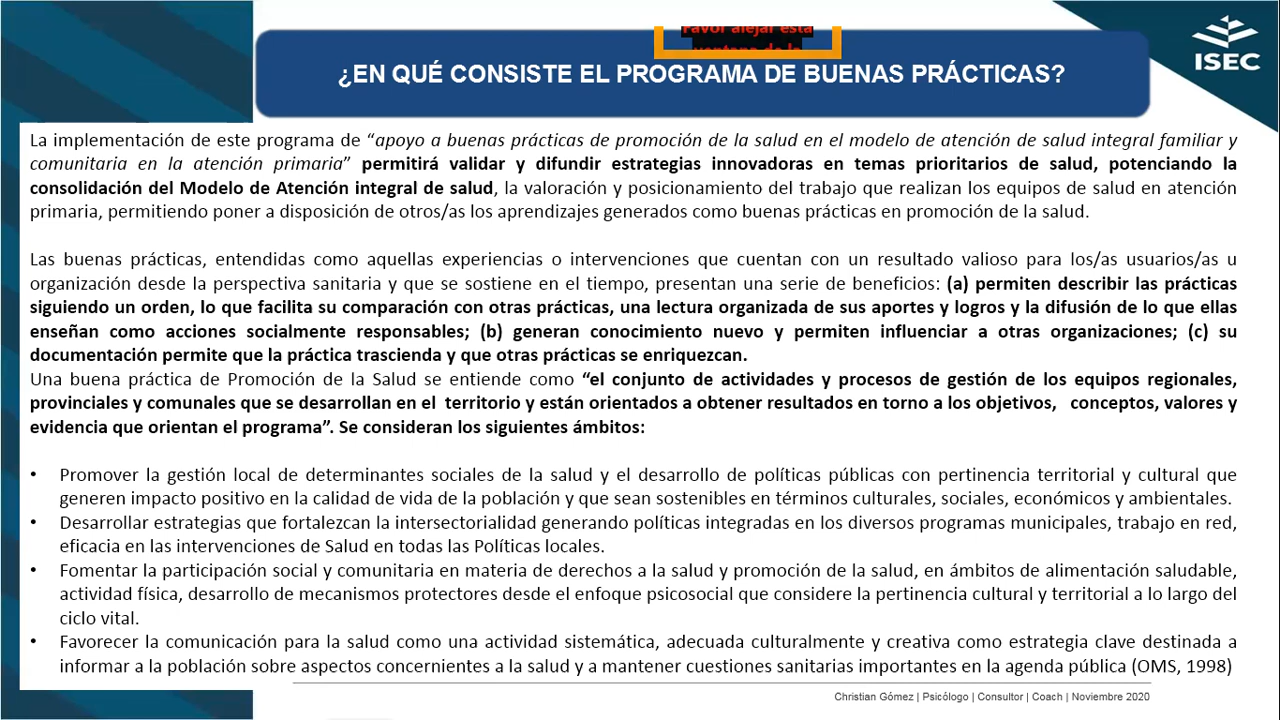 Favor alejar esta
ventana de la
ISEC
¿EN QUÉ CONSISTE EL PROGRAMA DE BUENAS PRÁCTICAS?
La implementación de este programa de “apoyo a buenas prácticas de promoción de la salud en el modelo de atención de salud integral familiar y
comunitaria en la atención primaria” permitirá validar y difundir estrategias innovadoras en temas prioritarios de salud, potenciando la
consolidación del Modelo de Atención integral de salud, la valoración y posicionamiento del trabajo que realizan los equipos de salud en atención
primaria, permitiendo poner a disposición de otros/as los aprendizajes generados como buenas prácticas en promoción de la salud.
Las buenas prácticas, entendidas como aquellas experiencias o intervenciones que cuentan con un resultado valioso para los/as usuarios/as u
organización desde la perspectiva sanitaria y que se sostiene en el tiempo, presentan una serie de beneficios: (a) permiten describir las prácticas
siguiendo un orden, lo que facilita su comparación con otras prácticas, una lectura organizada de sus aportes y logros y la difusión de lo que ellas
enseñan como acciones socialmente responsables; (b) generan conocimiento nuevo y permiten influenciar a otras organizaciones; (c) su
documentación permite que la práctica trascienda y que otras prácticas se enriquezcan.
Una buena práctica de Promoción de la Salud se entiende como “el conjunto de actividades y procesos de gestión de los equipos regionales,
provinciales y comunales que se desarrollan en el territorio y están orientados a obtener resultados en torno a los objetivos, conceptos, valores y
evidencia que orientan el programa”. Se consideran los siguientes ámbitos:
• Promover la gestión local de determinantes sociales de la salud y el desarrollo de políticas públicas con pertinencia territorial y cultural que
generen impacto positivo en la calidad de vida de la población y que sean sostenibles en términos culturales, sociales, económicos y ambientales.
• Desarrollar estrategias que fortalezcan la intersectorialidad generando políticas integradas en los diversos programas municipales, trabajo en red,
eficacia en las intervenciones de Salud en todas las Políticas locales.
• Fomentar la participación social y comunitaria en materia de derechos a la salud y promoción de la salud, en ámbitos de alimentación saludable,
actividad física, desarrollo de mecanismos protectores desde el enfoque psicosocial que considere la pertinencia cultural y territorial a lo largo del
ciclo vital.
• Favorecer la comunicación para la salud como una actividad sistemática, adecuada culturalmente y creativa como estrategia clave destinada a
informar a la población sobre aspectos concernientes a la salud y a mantener cuestiones sanitarias importantes en la agenda pública (OMS, 1998)
Christian Gómez | Psicólogo | Consultor | Coach | Noviembre 2020